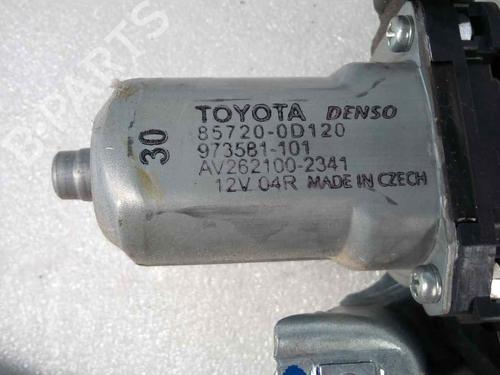 30
TOYOTA DENSO
85720-0D120
973581-101
AV262100-2341
12V 04R MADE IN CZECH
B-PARTS